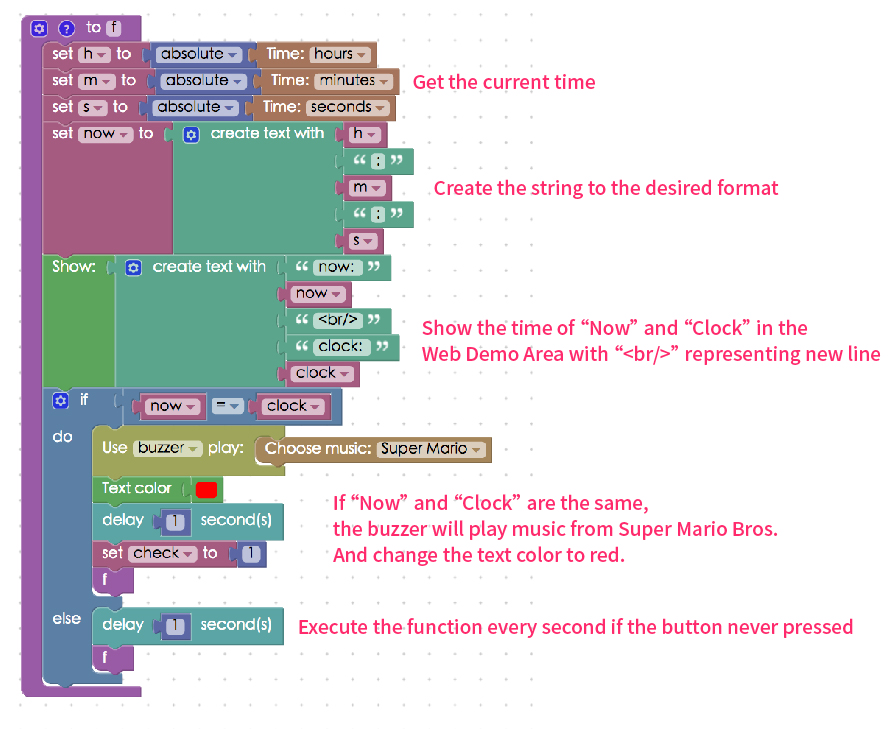 to f
set h to absolute Time: hours
set m to absolute Time: minutes
Get the current time
set s to absolute Time: seconds
set now to create text with h
“ : ”
m
Create the string to the desired format
“ : ”
s
Show: create text with “ now: ”
now
“ <br/> ”
“ clock: ”
clock
Show the time of “Now” and “Clock” in the
Web Demo Area with “<br/>” representing new line
if now = clock
do
Use buzzer play: Choose music: Super Mario
Text color
delay 1 second(s)
set check to 1
f
If “Now” and “Clock” are the same,
the buzzer will play music from Super Mario Bros.
And change the text color to red.
else
delay 1 second(s)
Execute the function every second if the button never pressed
f